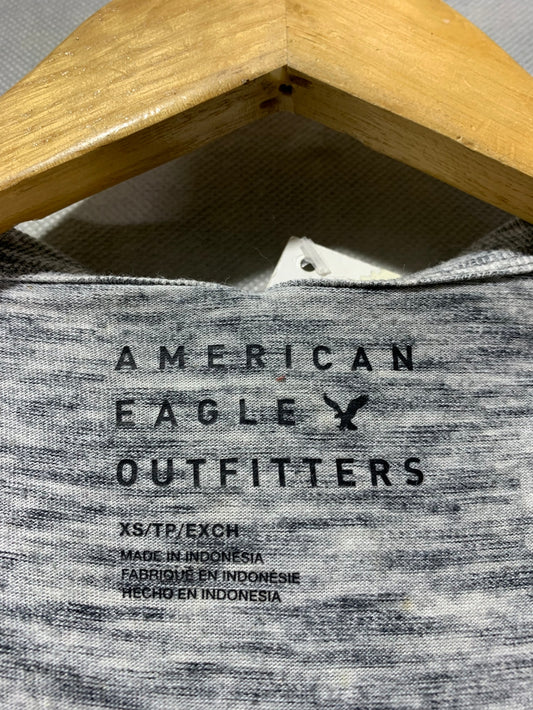 AMERICAN
EAGLE
OUTFITTERS
XS/TP/EXCH
MADE IN INDONESIA
FABRIQUÉ EN INDONÉSIE
HECHO EN INDONESIA